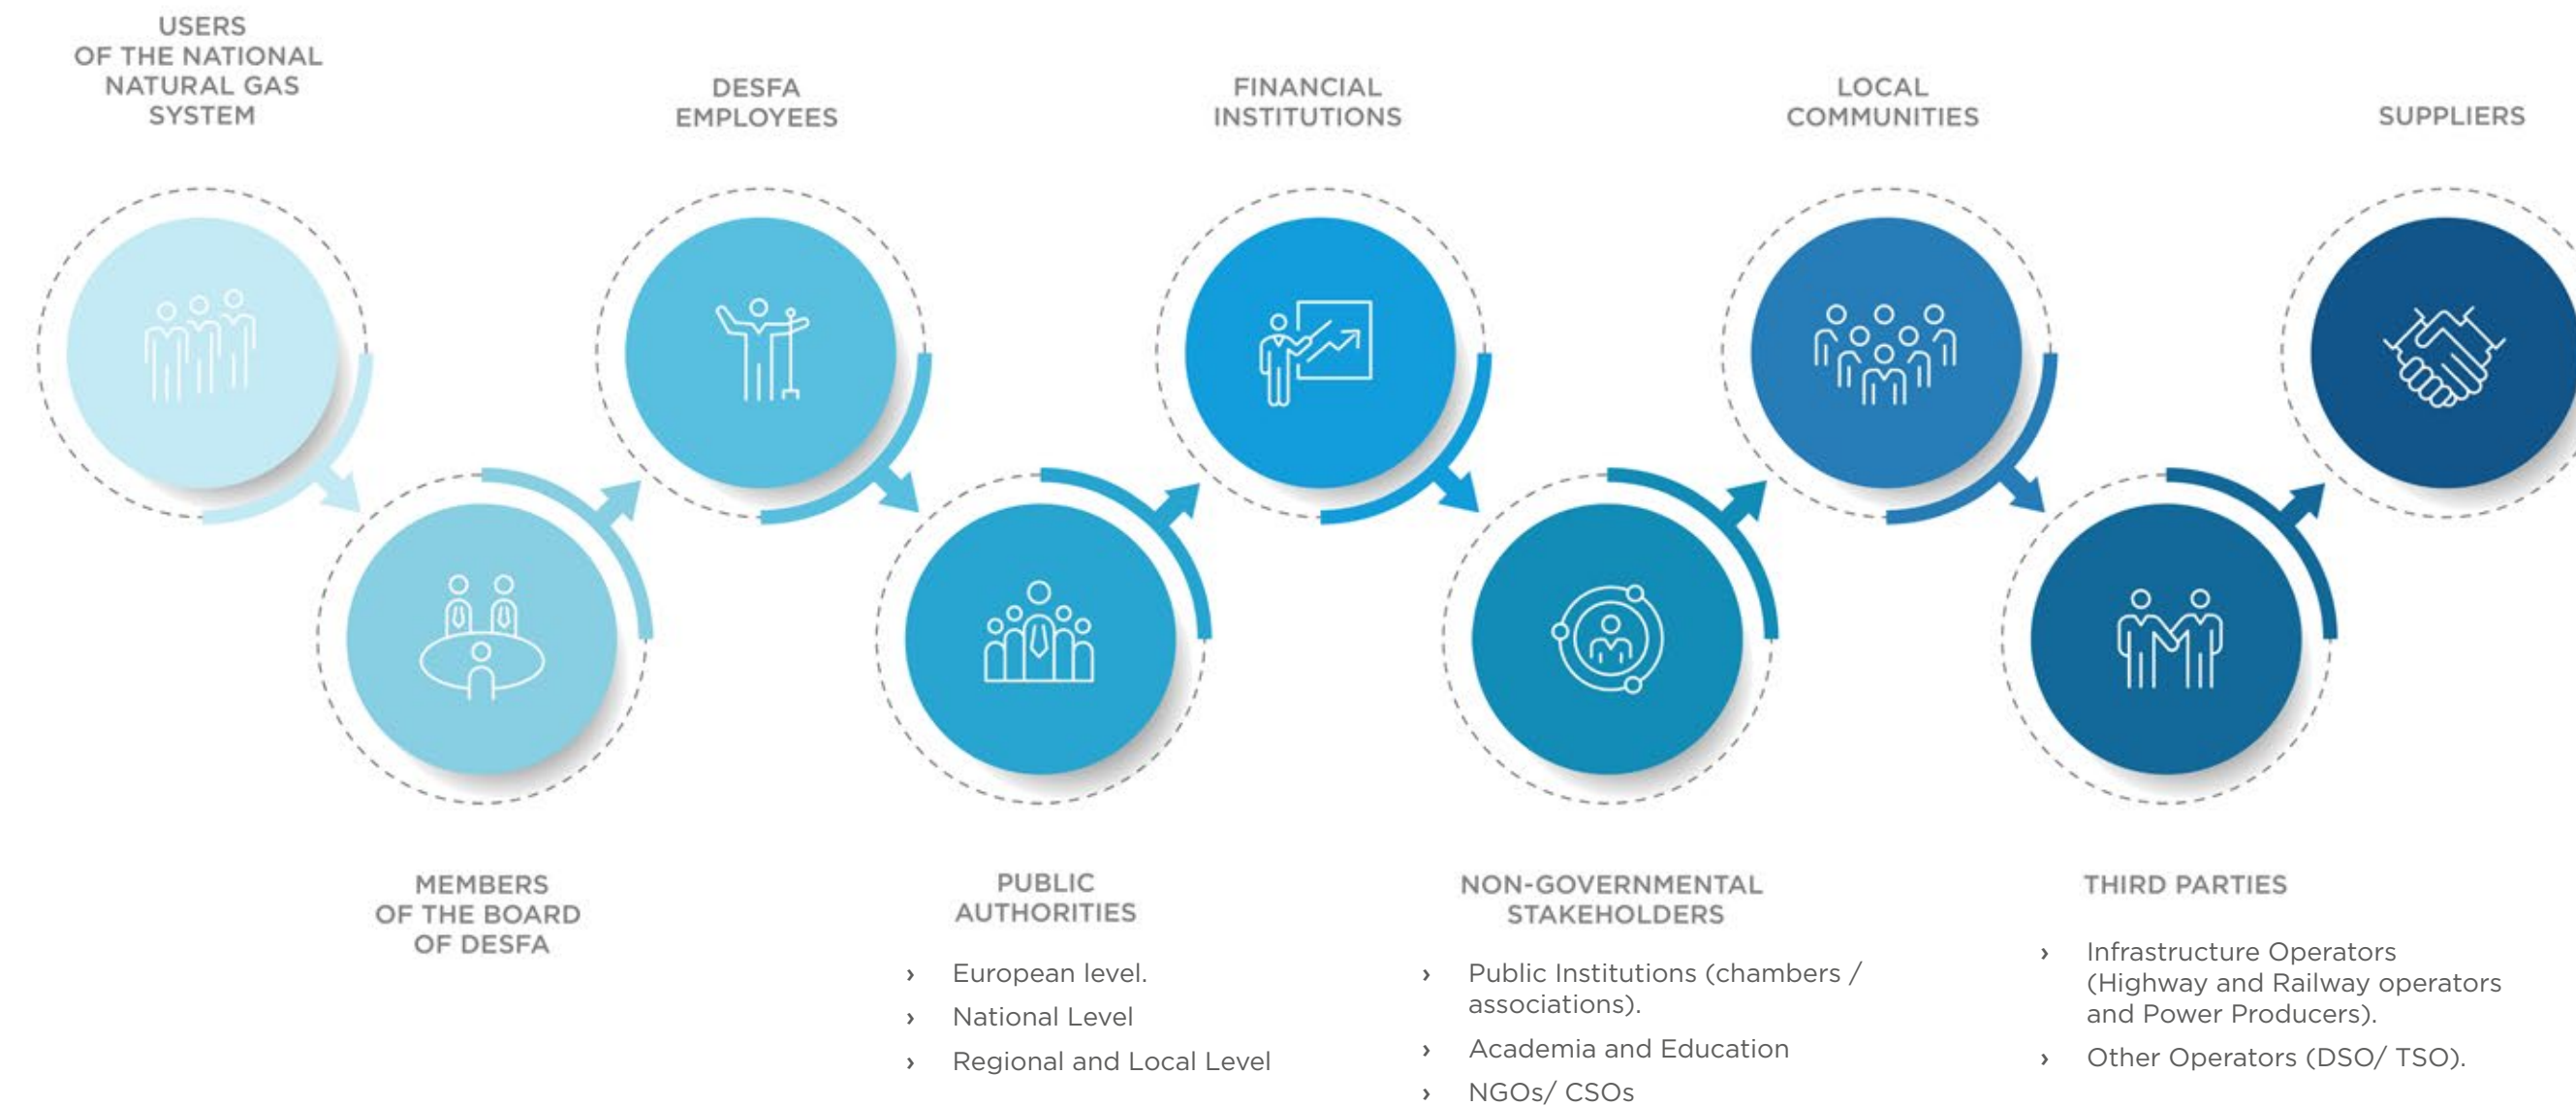 USERS
OF THE NATIONAL
NATURAL GAS
SYSTEM
DESFA
EMPLOYEES
FINANCIAL
INSTITUTIONS
LOCAL
COMMUNITIES
SUPPLIERS
MEMBERS
OF THE BOARD
OF DESFA
PUBLIC
AUTHORITIES
› European level.
› National Level
› Regional and Local Level
NON-GOVERNMENTAL
STAKEHOLDERS
› Public Institutions (chambers /
associations).
› Academia and Education
› NGOs/ CSOs
THIRD PARTIES
› Infrastructure Operators
(Highway and Railway operators
and Power Producers).
› Other Operators (DSO/ TSO).